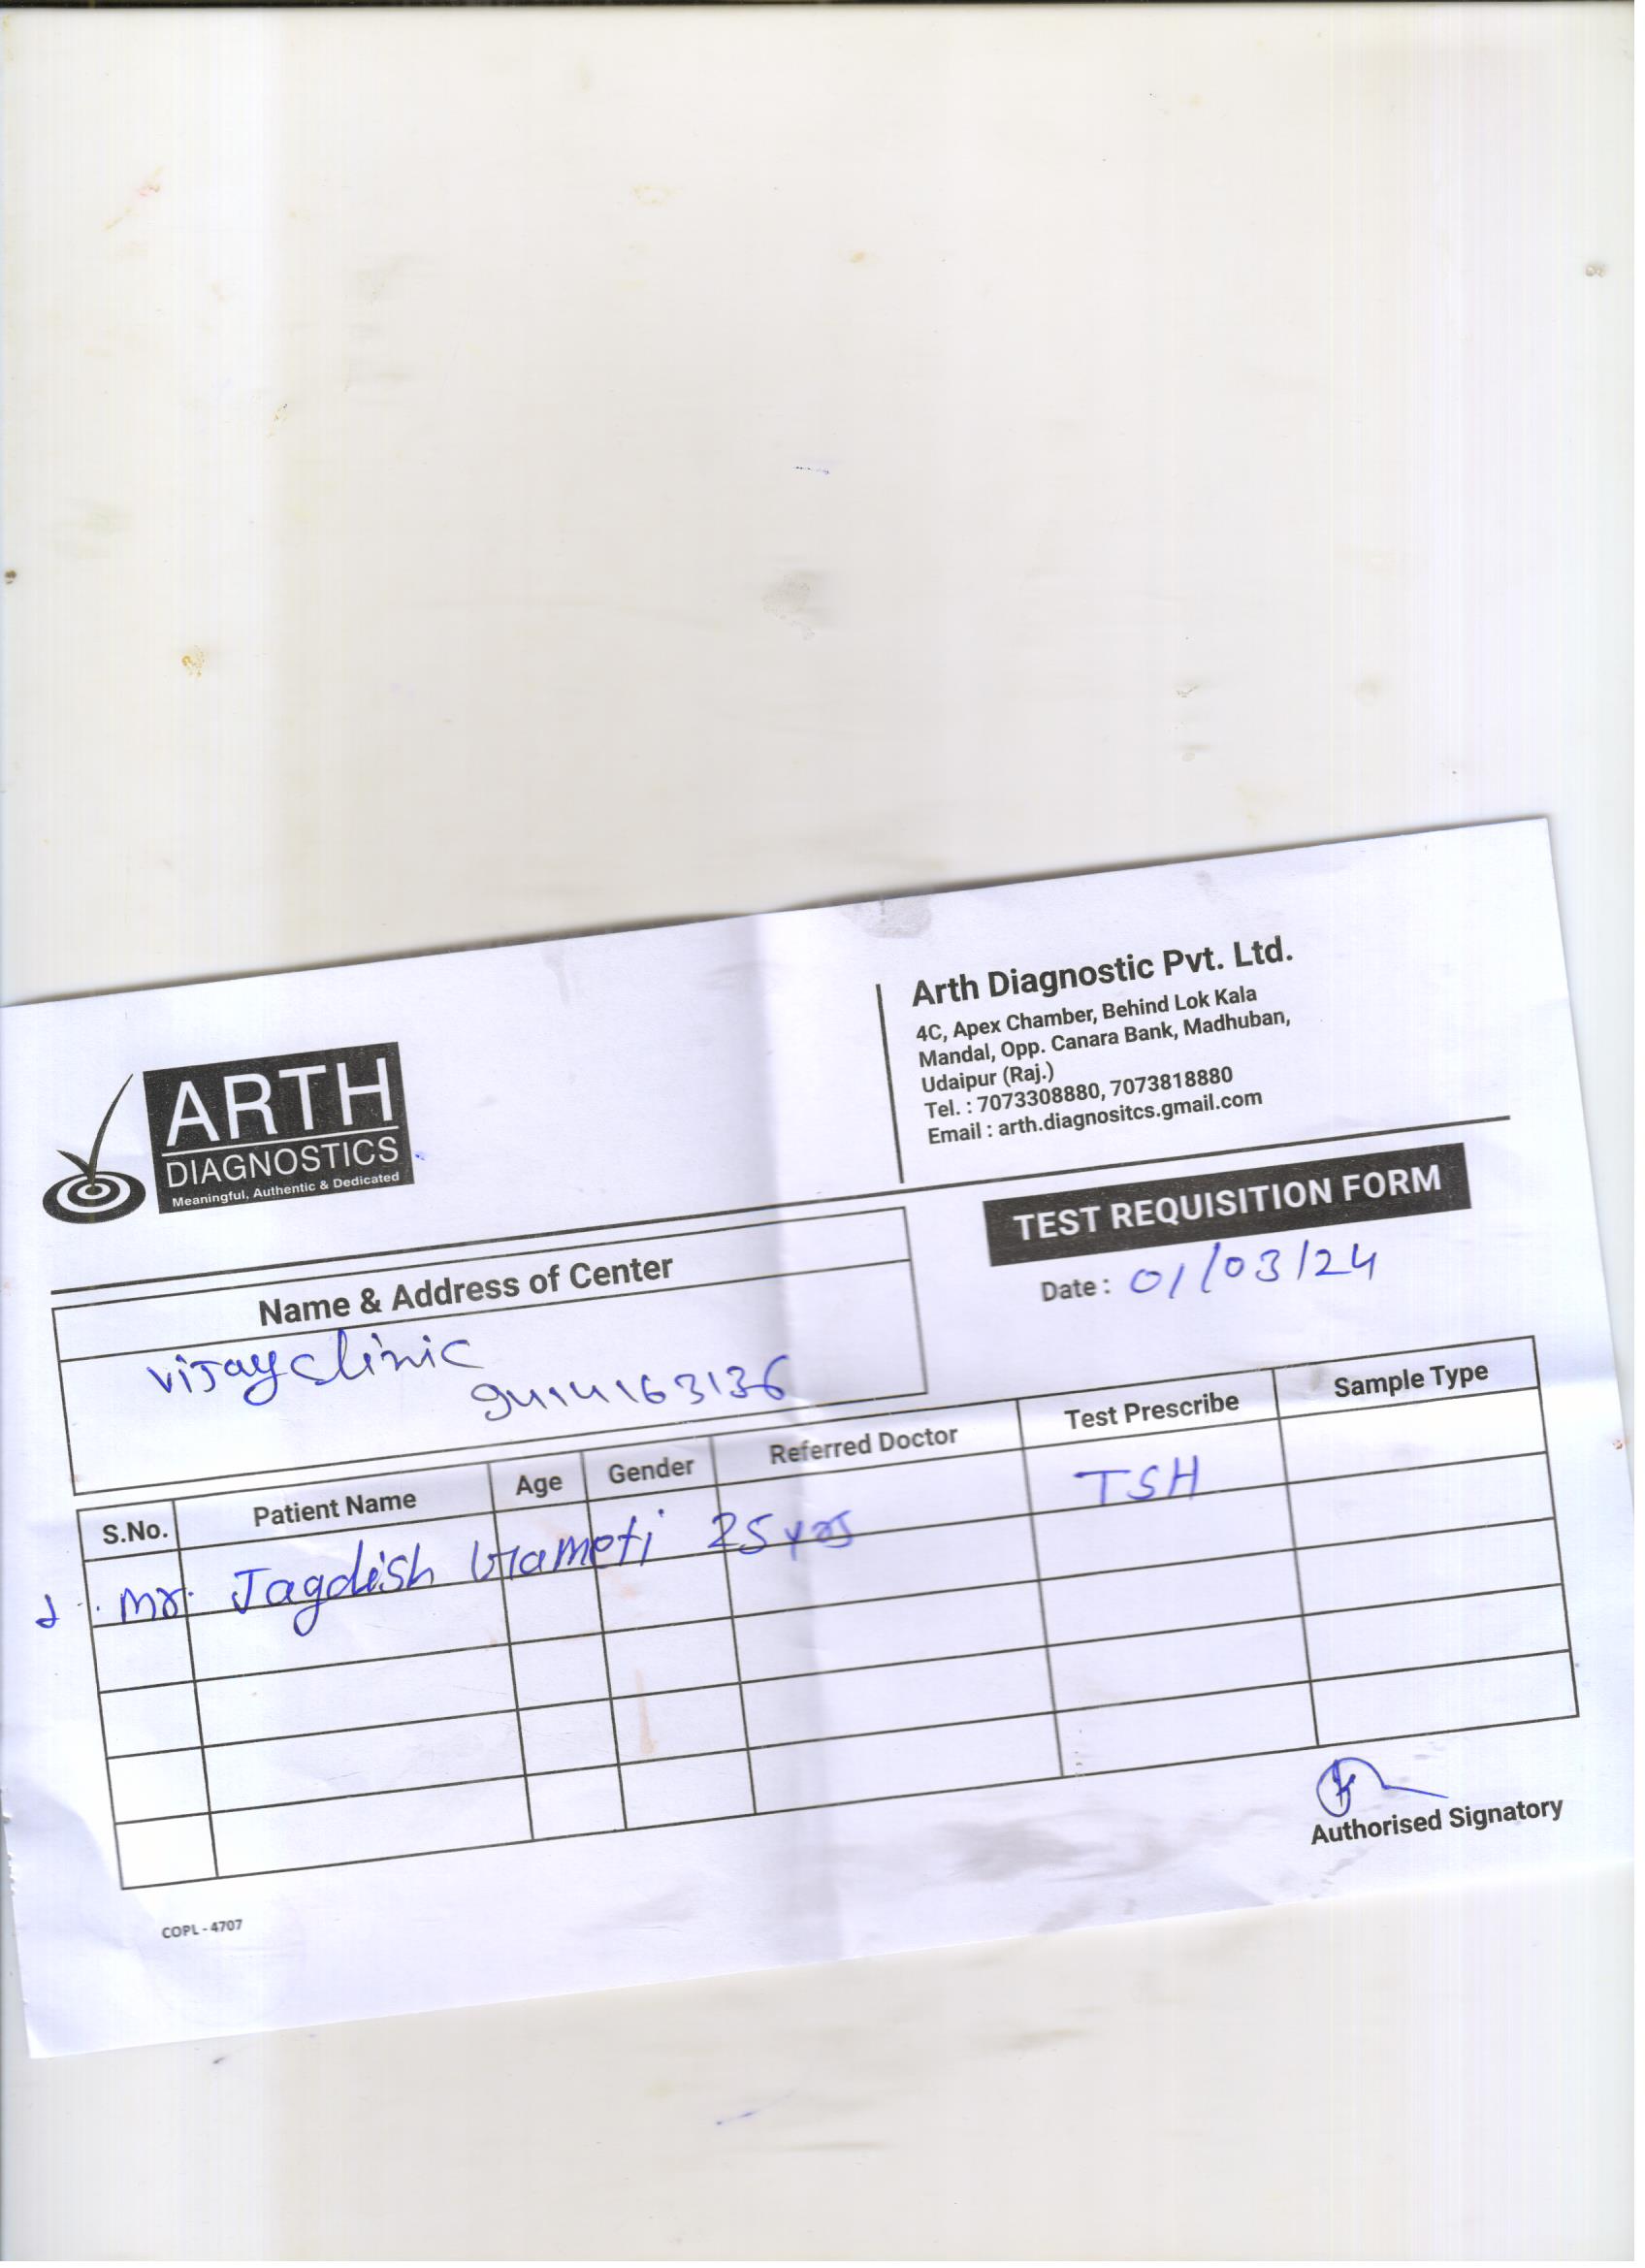 ARTH
DIAGNOSTICS
Meaningful, Authentic & Dedicated
Arth Diagnostic Pvt. Ltd.
4C, Apex Chamber, Behind Lok Kala
Mandal, Opp. Canara Bank, Madhuban,
Udaipur (Raj.)
Tel. : 7073308880, 7073818880
Email : arth.diagnositcs.gmail.com
TEST REQUISITION FORM
Date : 01/03/24
Name & Address of Center
Vijay clinic
9414163136
S.No. Patient Name Age Gender Referred Doctor Test Prescribe Sample Type
mr. Jagdish 25 yrs TSH
Authorised Signatory
COPL - 4707